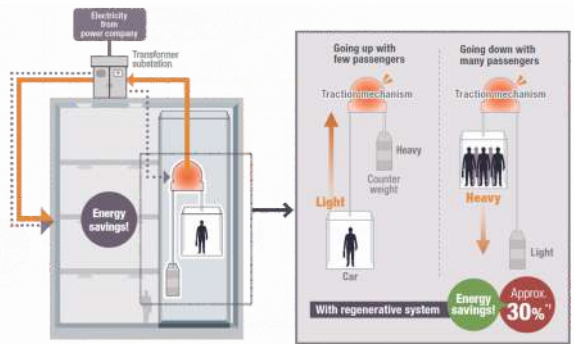 Electricity
from
power company
Transformer
substation
Energy
savings!
Going up with
few passengers
Traction mechanism
Heavy
Counter
weight
Light
Car
Going down with
many passengers
Traction mechanism
Heavy
Light
With regenerative system
Energy
savings!
Approx.
30%*1